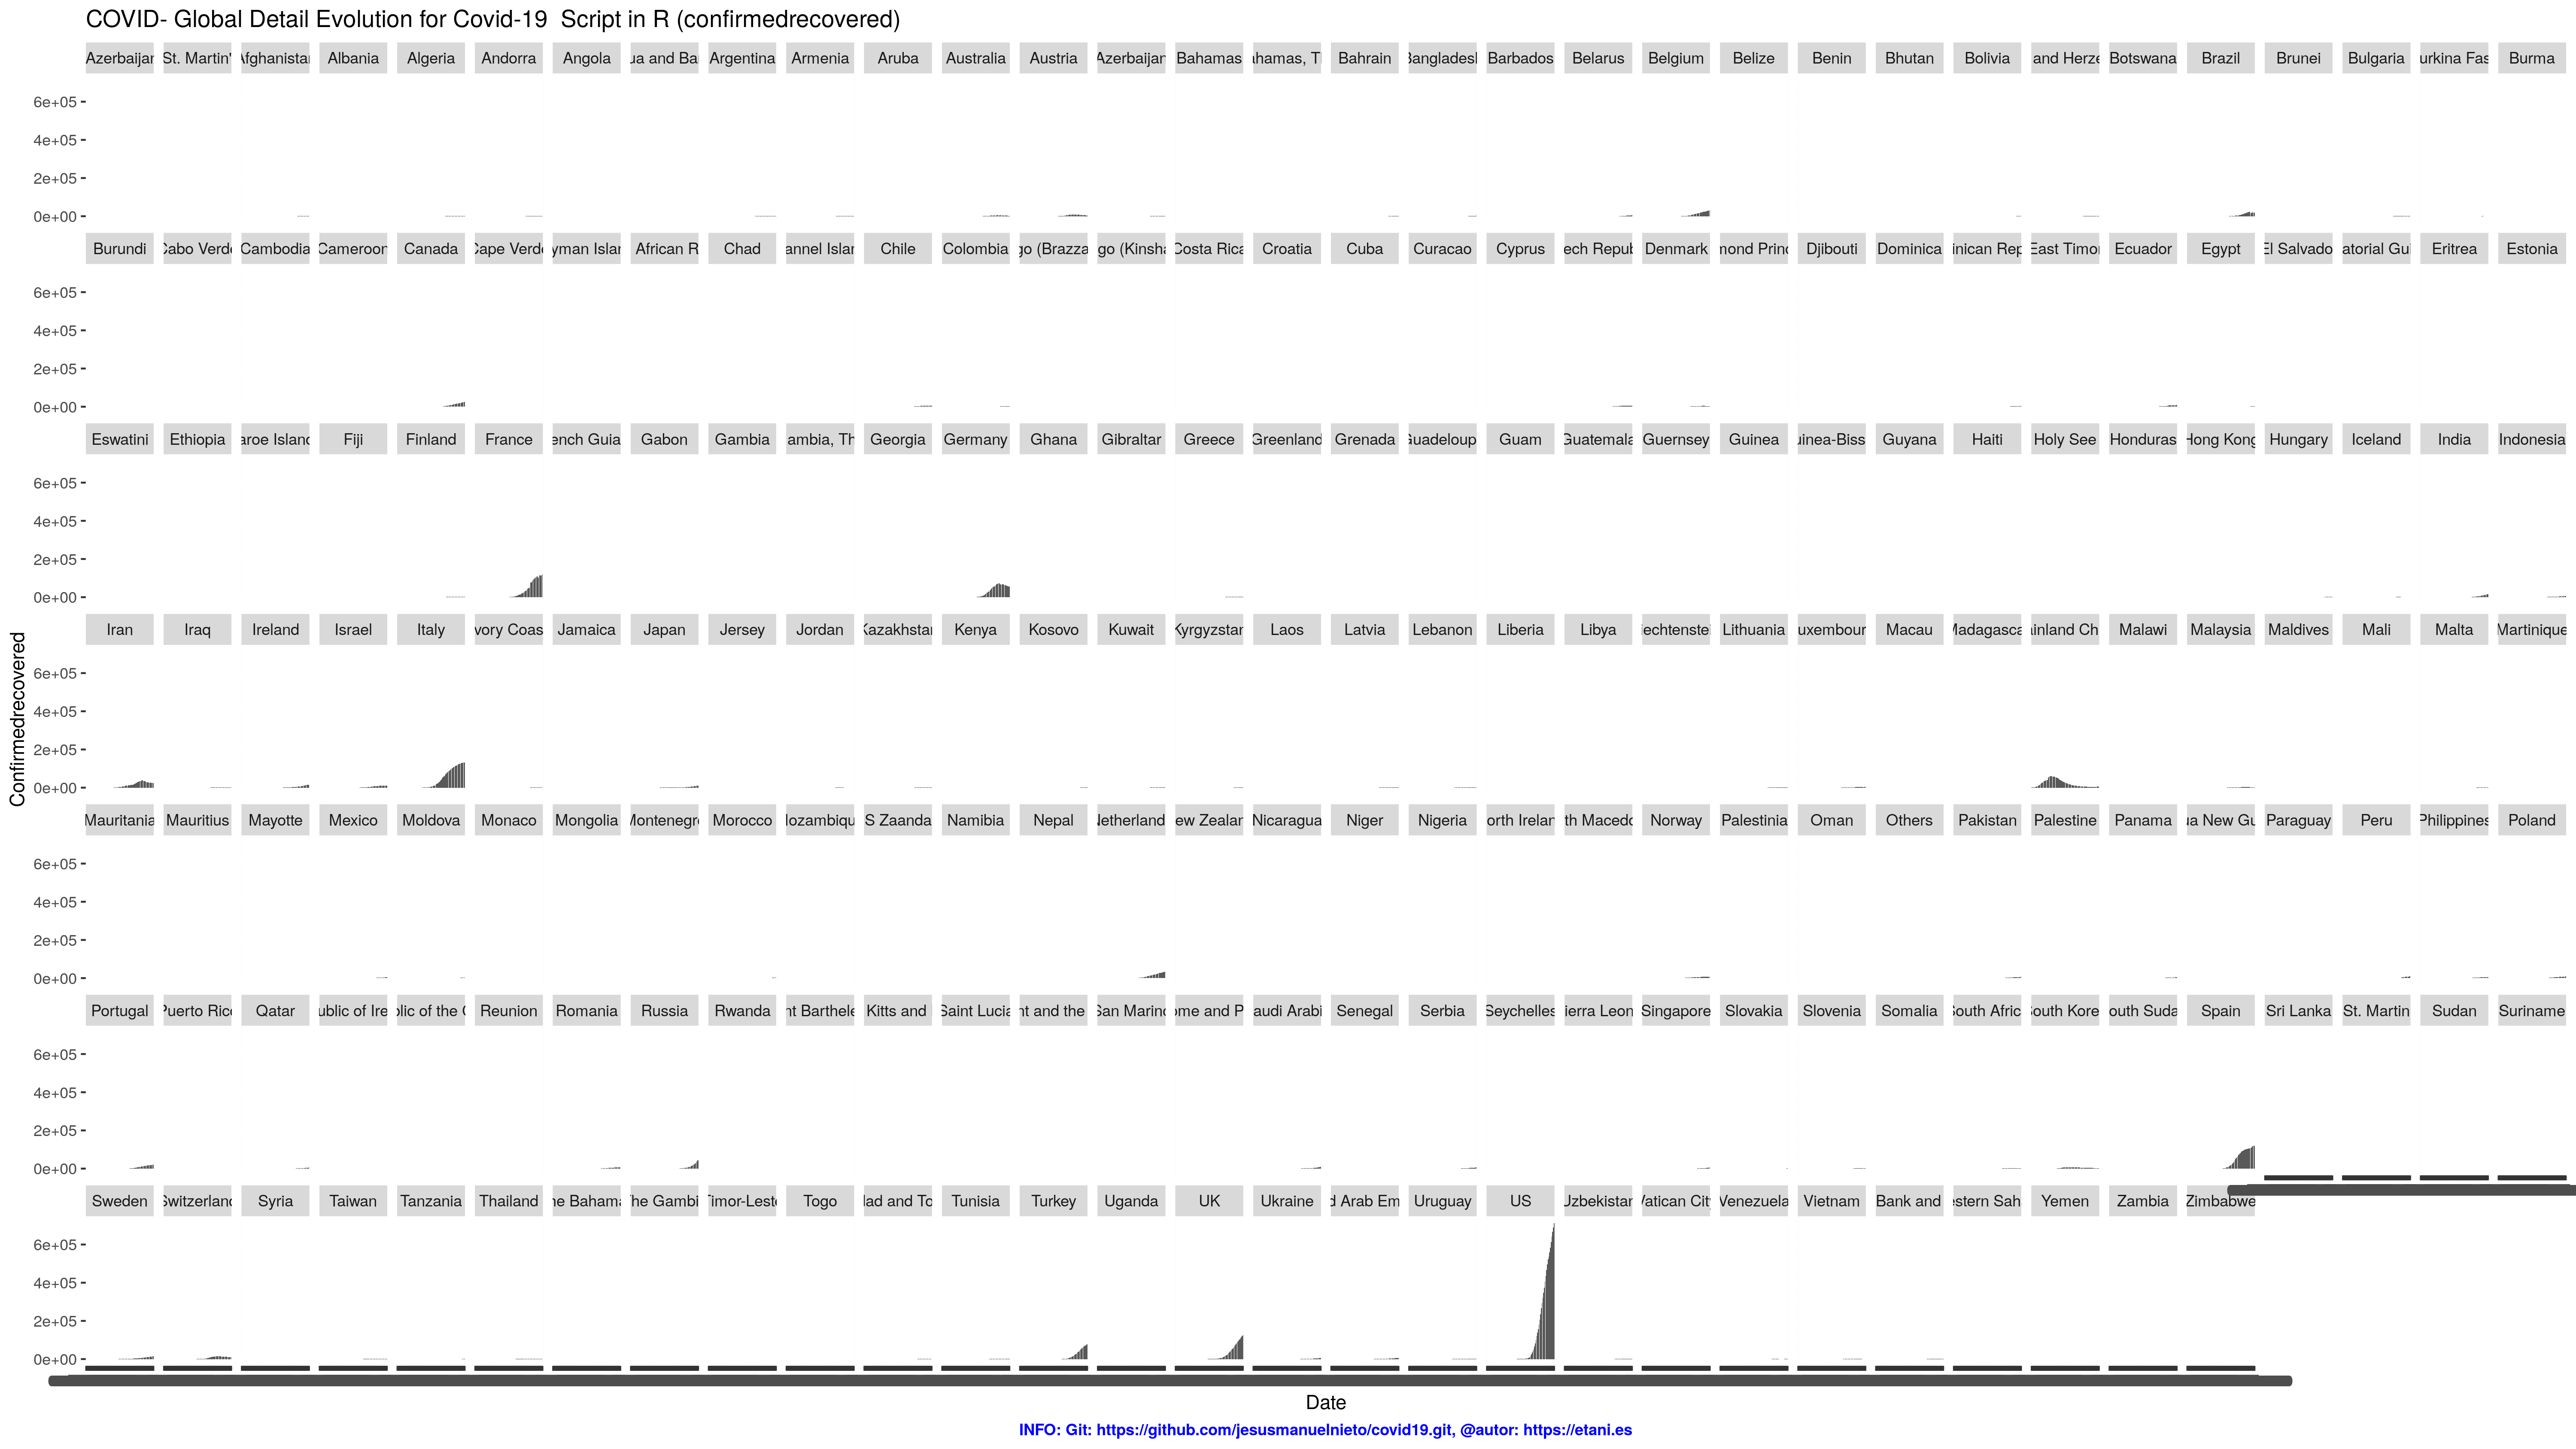 COVID- Global Detail Evolution for Covid-19  Script in R (confirmedrecovered)
Azerbaijan St. Martin' Afghanistan Albania Algeria Andorra Angola ua and Ba Argentina Armenia Aruba Australia Austria Azerbaijan Bahamas hamas, Th Bahrain Bangladesh Barbados Belarus Belgium Belize Benin Bhutan Bolivia and Herze Botswana Brazil Brunei Bulgaria urkina Fas Burma
6e+05
4e+05
2e+05
0e+00
Burundi Cabo Verde Cambodia Cameroon Canada Cape Verde yman Islan African R Chad annel Islan Chile Colombia go (Brazza go (Kinsha Costa Rica Croatia Cuba Curacao Cyprus ech Repub Denmark mond Princ Djibouti Dominica inican Rep East Timor Ecuador Egypt El Salvador atorial Gui Eritrea Estonia
6e+05
4e+05
2e+05
0e+00
Eswatini Ethiopia aroe Island Fiji Finland France ench Guia Gabon Gambia ambia, Th Georgia Germany Ghana Gibraltar Greece Greenland Grenada Guadeloup Guam Guatemala Guernsey Guinea uinea-Biss Guyana Haiti Holy See Honduras Hong Kong Hungary Iceland India Indonesia
6e+05
4e+05
2e+05
0e+00
Iran Iraq Ireland Israel Italy Ivory Coas Jamaica Japan Jersey Jordan Kazakhstan Kenya Kosovo Kuwait Kyrgyzstan Laos Latvia Lebanon Liberia Libya iechtenstei Lithuania uxembour Macau Madagasca ainland Ch Malawi Malaysia Maldives Mali Malta Martinique
6e+05
4e+05
2e+05
0e+00
Mauritania Mauritius Mayotte Mexico Moldova Monaco Mongolia Montenegro Morocco Mozambiqu S Zaanda Namibia Nepal Netherland ew Zealan Nicaragua Niger Nigeria orth Irelan th Macedo Norway Palestinia Oman Others Pakistan Palestine Panama ua New Gu Paraguay Peru Philippines Poland
6e+05
4e+05
2e+05
0e+00
Portugal Puerto Rico Qatar ublic of Ire blic of the C Reunion Romania Russia Rwanda nt Barthele Kitts and Saint Lucia nt and the San Marino ome and P audi Arabi Senegal Serbia Seychelles ierra Leon Singapore Slovakia Slovenia Somalia South Afric South Kore outh Suda Spain Sri Lanka St. Martin Sudan Suriname
6e+05
4e+05
2e+05
0e+00
Sweden Switzerland Syria Taiwan Tanzania Thailand he Bahama The Gambi Timor-Leste Togo dad and To Tunisia Turkey Uganda UK Ukraine d Arab Em Uruguay US Uzbekistan Vatican City Venezuela Vietnam Bank and estern Sah Yemen Zambia Zimbabwe
6e+05
4e+05
2e+05
0e+00
Confirmedrecovered
Date
INFO: Git: https://github.com/jesusmanuelnieto/covid19.git, @autor: https://etani.es